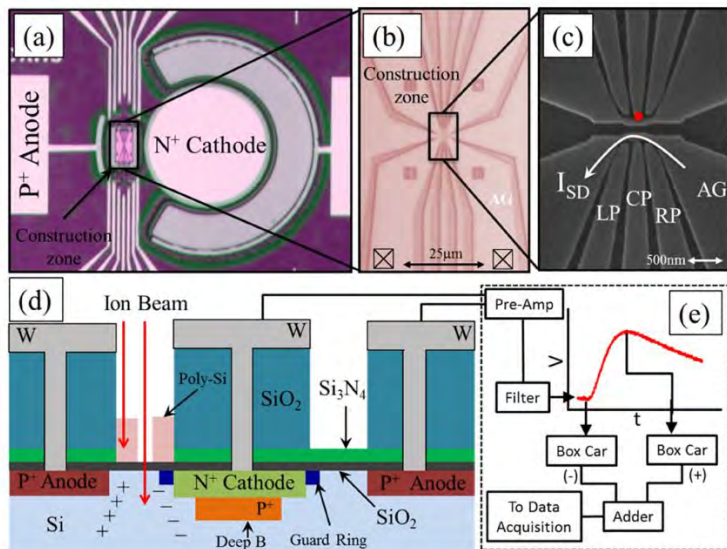 (a)
P+ Anode
N+ Cathode
Construction
zone
(b)
Construction
zone
AG
25μm
(c)
ISD
LP
CP
RP
AG
500nm
(d)
Ion Beam
W
W
Poly-Si
SiO2
Si3N4
P+ Anode
N+ Cathode
P+ Anode
P+
Si
+ + + +
− − − −
Deep B
Guard Ring
SiO2
(e)
Pre-Amp
V
Filter
t
Box Car
Box Car
(-)
(+)
To Data
Acquisition
Adder